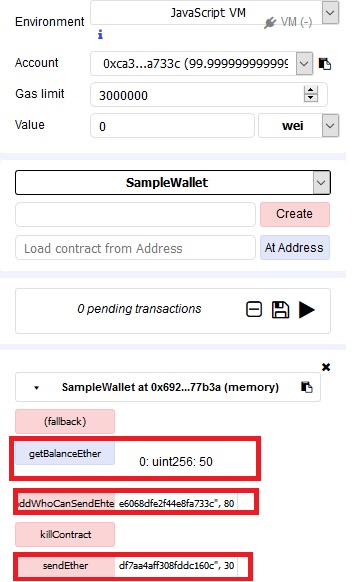 Environment JavaScript VM VM (-)
i
Account 0xca3...a733c (99.999999999999
Gas limit 3000000
Value 0 wei
SampleWallet
Create
Load contract from Address At Address
0 pending transactions
SampleWallet at 0x692...77b3a (memory)
(fallback)
getBalanceEther 0: uint256: 50
ddWhoCanSendEhte e6068dfe2f44e8fa733c", 80
killContract
sendEther df7aa4aff308fddc160c", 30